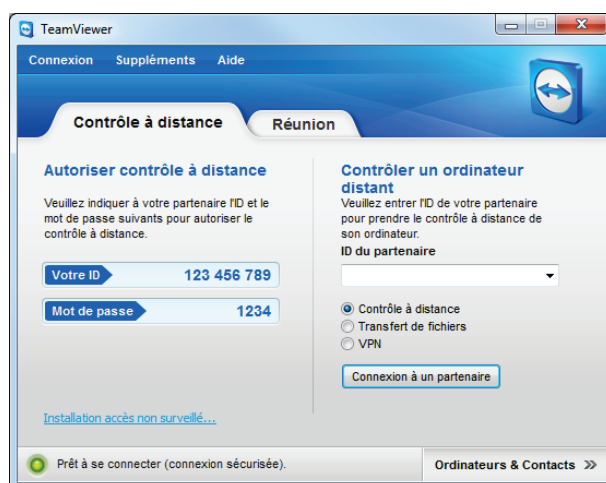 TeamViewer
Connexion Suppléments Aide
Contrôle à distance Réunion
Autoriser contrôle à distance
Veuillez indiquer à votre partenaire l'ID et le
mot de passe suivants pour autoriser le
contrôle à distance.
Votre ID 123 456 789
Mot de passe 1234
Installation accès non surveillé...
Contrôler un ordinateur
distant
Veuillez entrer l'ID de votre partenaire
pour prendre le contrôle à distance de
son ordinateur.
ID du partenaire
Contrôle à distance
Transfert de fichiers
VPN
Connexion à un partenaire
Prêt à se connecter (connexion sécurisée).
Ordinateurs & Contacts >>